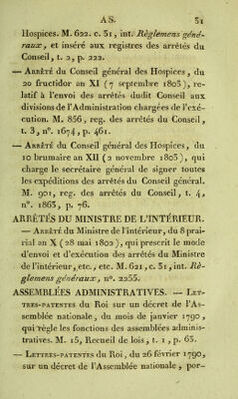 AS. 31
Hospices. M. 622. c. 31, int. Règlemens géné-
raux, et inséré aux registres des arrêtés du
Conseil, t. 2, p. 222.
— Arrêté du Conseil général des Hospices, du
20 fructidor an XI (7 septembre 1803), re-
latif à l'envoi des arrêtés dudit Conseil aux
divisions de l'Administration chargées de l'exé-
cution. M. 856, reg. des arrêtés du Conseil,
t. 3, n°. 1674, p. 461.
— Arrêté du Conseil général des Hospices, du
10 brumaire an XII (2 novembre 1803), qui
charge le secrétaire général de signer toutes
les expéditions des arrêtés du Conseil général.
M. 901, reg. des arrêtés du Conseil, t. 4,
n°. 1863, p. 76.
ARRÊTÉS DU MINISTRE DE L'INTÉRIEUR.
— Arrêté du Ministre de l'intérieur, du 8 prai-
rial an X (28 mai 1802), qui prescrit le mode
d'envoi et d'exécution des arrêtés du Ministre
de l'intérieur, etc., etc. M. 621, c. 31, int. Rè-
glemens généraux, n°. 2255.
ASSEMBLÉES ADMINISTRATIVES. — Let-
tres-patentes du Roi sur un décret de l'As-
semblée nationale, du mois de janvier 1790,
qui règle les fonctions des assemblées adminis-
tratives. M. 15, Recueil de lois, t. 1, p. 63.
— Lettres-patentes du Roi, du 26 février 1790,
sur un décret de l'Assemblée nationale, por-